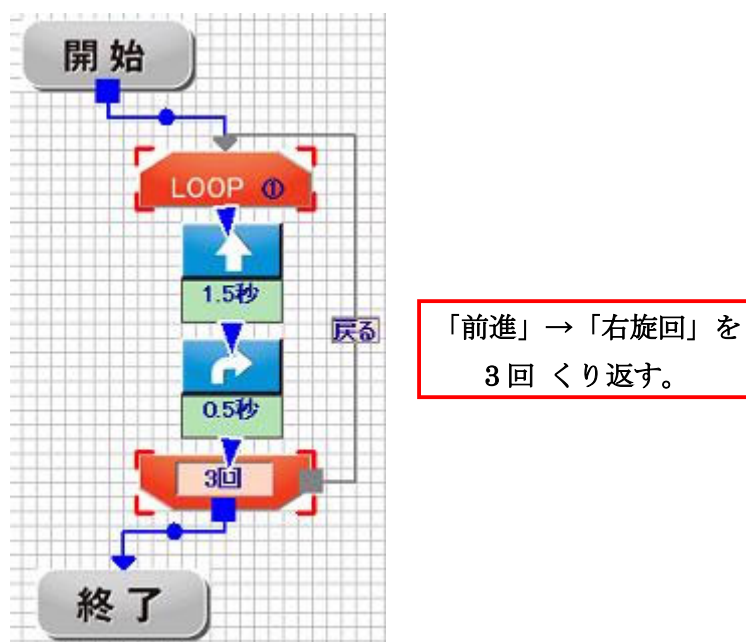 開始
LOOP ①
1.5秒
戻る
0.5秒
3回
終了
「前進」→「右旋回」を
3回 くり返す。